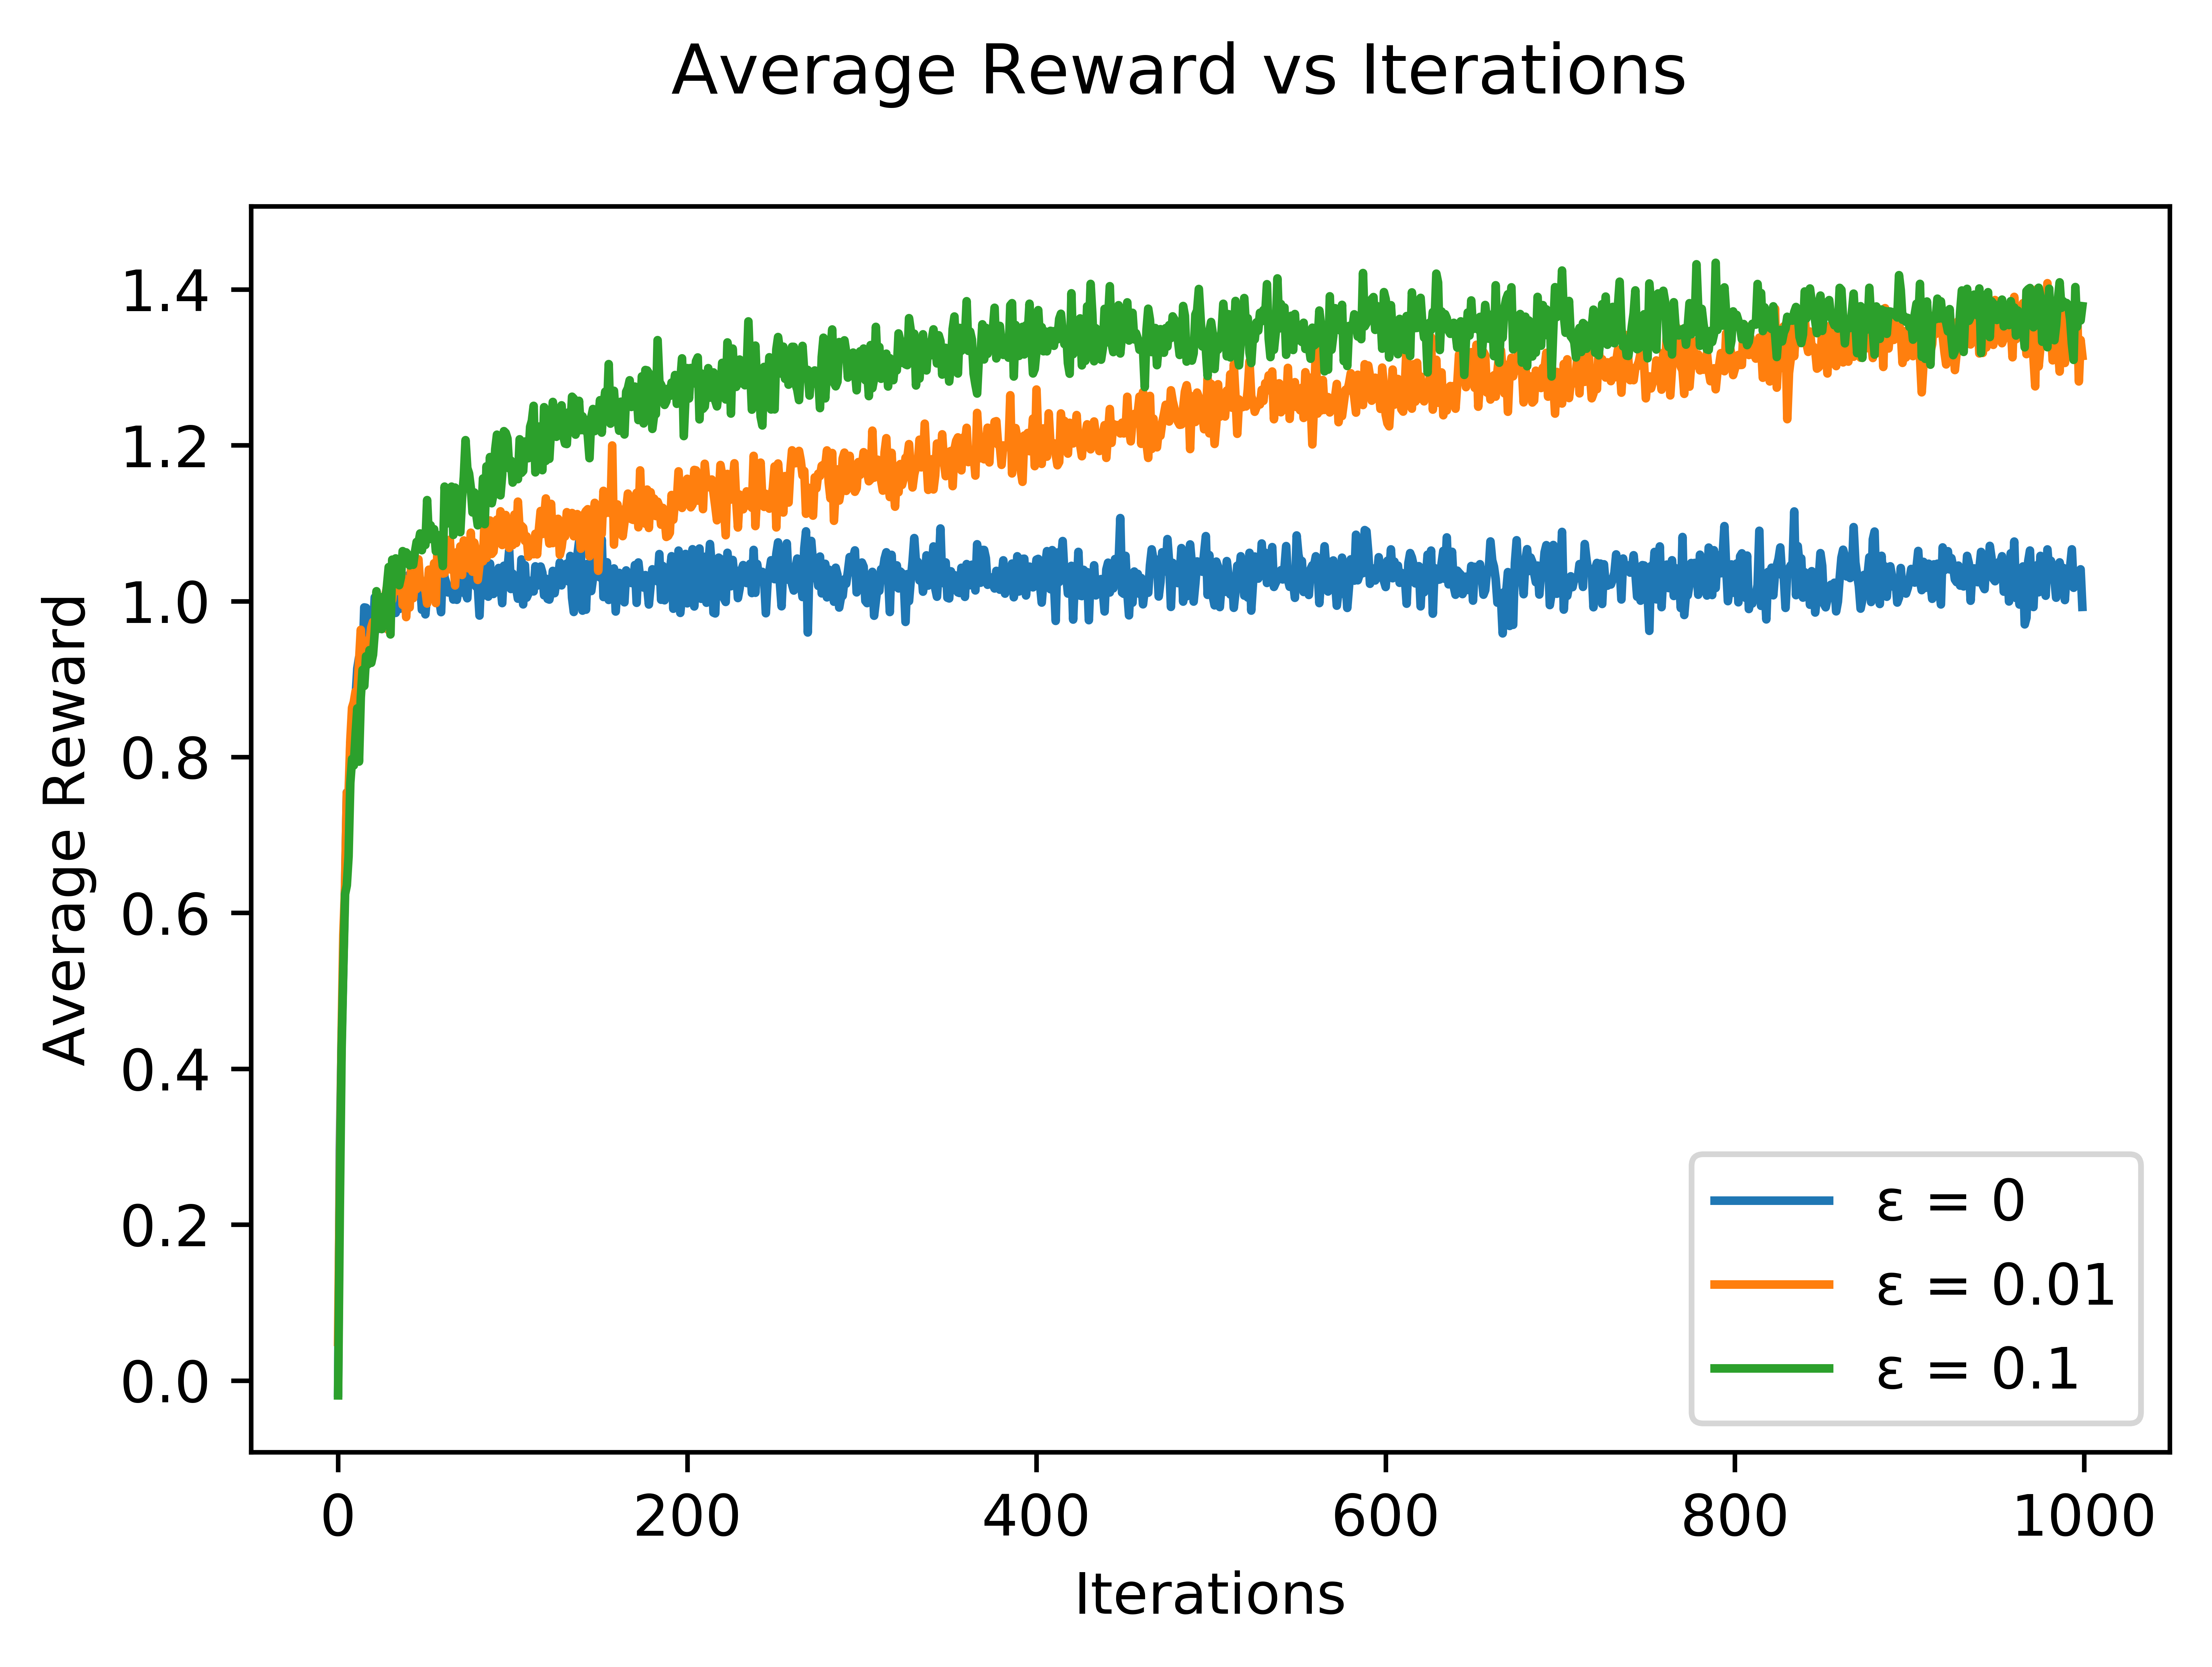 Average Reward vs Iterations
Average Reward
1.4
1.2
1.0
0.8
0.6
0.4
0.2
0.0
ε = 0
ε = 0.01
ε = 0.1
0 200 400 600 800 1000
Iterations